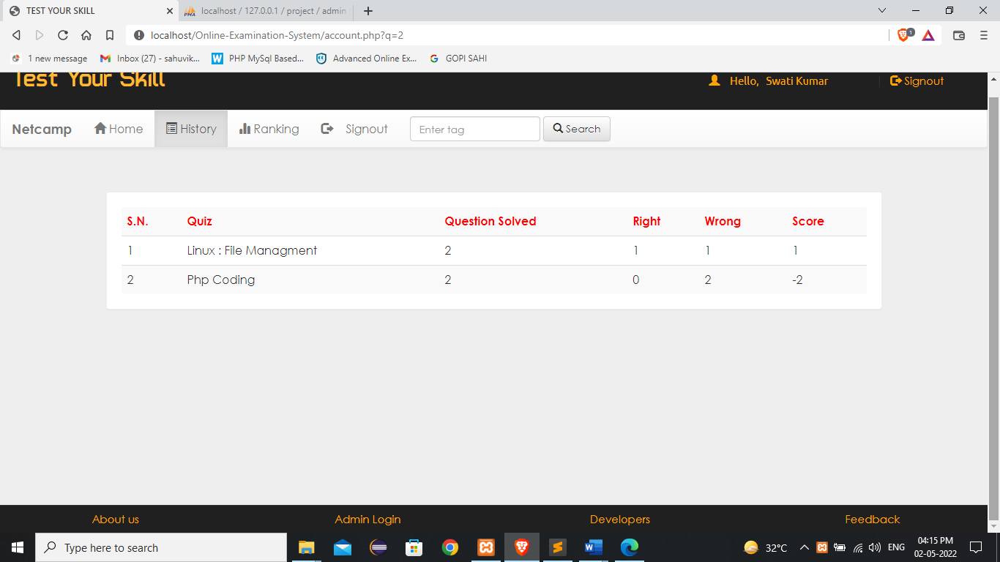 TEST YOUR SKILL
localhost / 127.0.0.1 / project / admin
localhost/Online-Examination-System/account.php?q=2
1
1 new message
Inbox (27) - sahuvik...
PHP MySql Based...
Advanced Online Ex...
GOPI SAHI
Test Your Skill
Hello, Swati Kumar
Signout
Netcamp Home History Ranking Signout Enter tag Search
S.N. Quiz Question Solved Right Wrong Score
1 Linux : File Managment 2 1 1 1
2 Php Coding 2 0 2 -2
About us Admin Login Developers Feedback
Type here to search
32°C
ENG
04:15 PM
02-05-2022